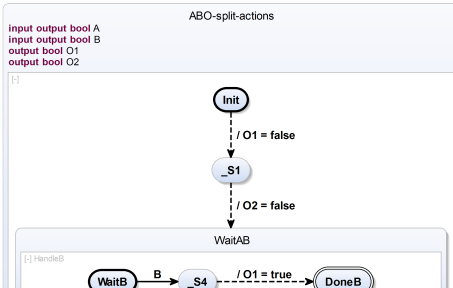 ABO-split-actions
input output bool A
input output bool B
output bool O1
output bool O2
[-]
Init
/ O1 = false
_S1
/ O2 = false
WaitAB
[-] HandleB
WaitB B _S4 / O1 = true DoneB